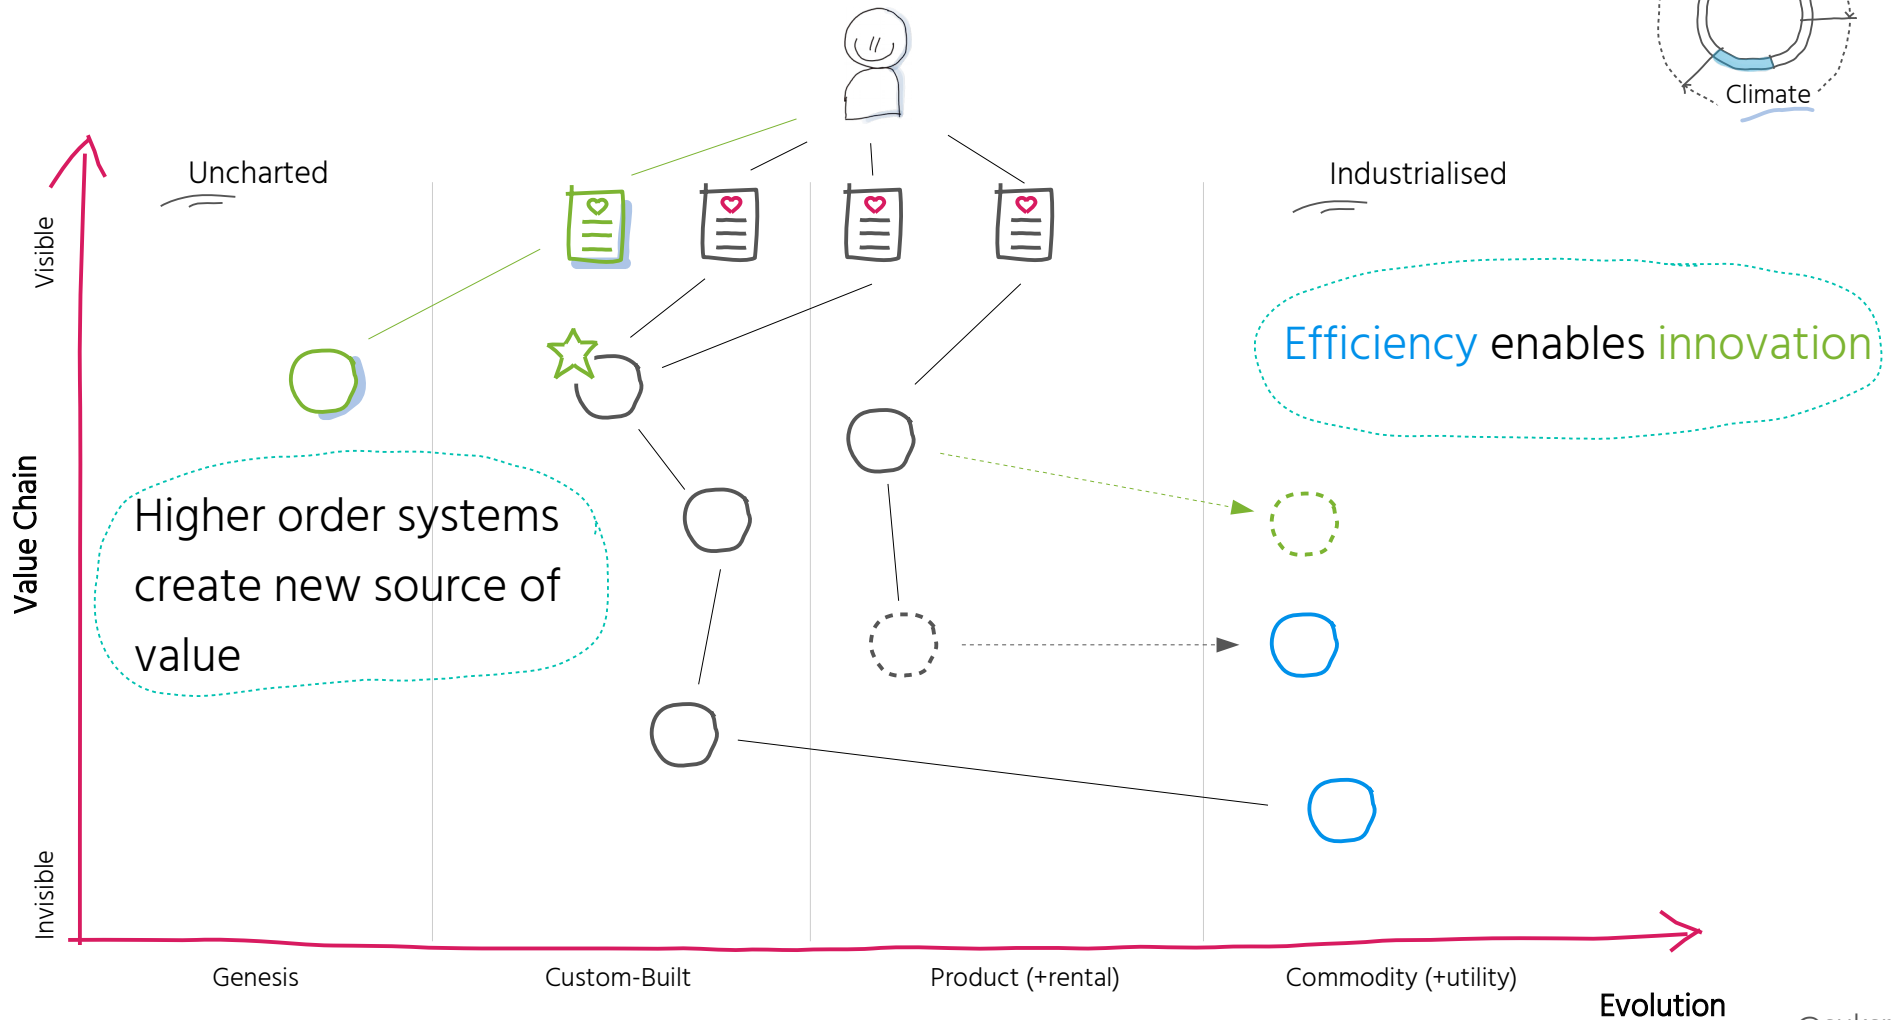 Climate
Uncharted
Industrialised
Visible
Efficiency enables innovation
Value Chain
Higher order systems
create new source of
value
Invisible
Genesis
Custom-Built
Product (+rental)
Commodity (+utility)
Evolution